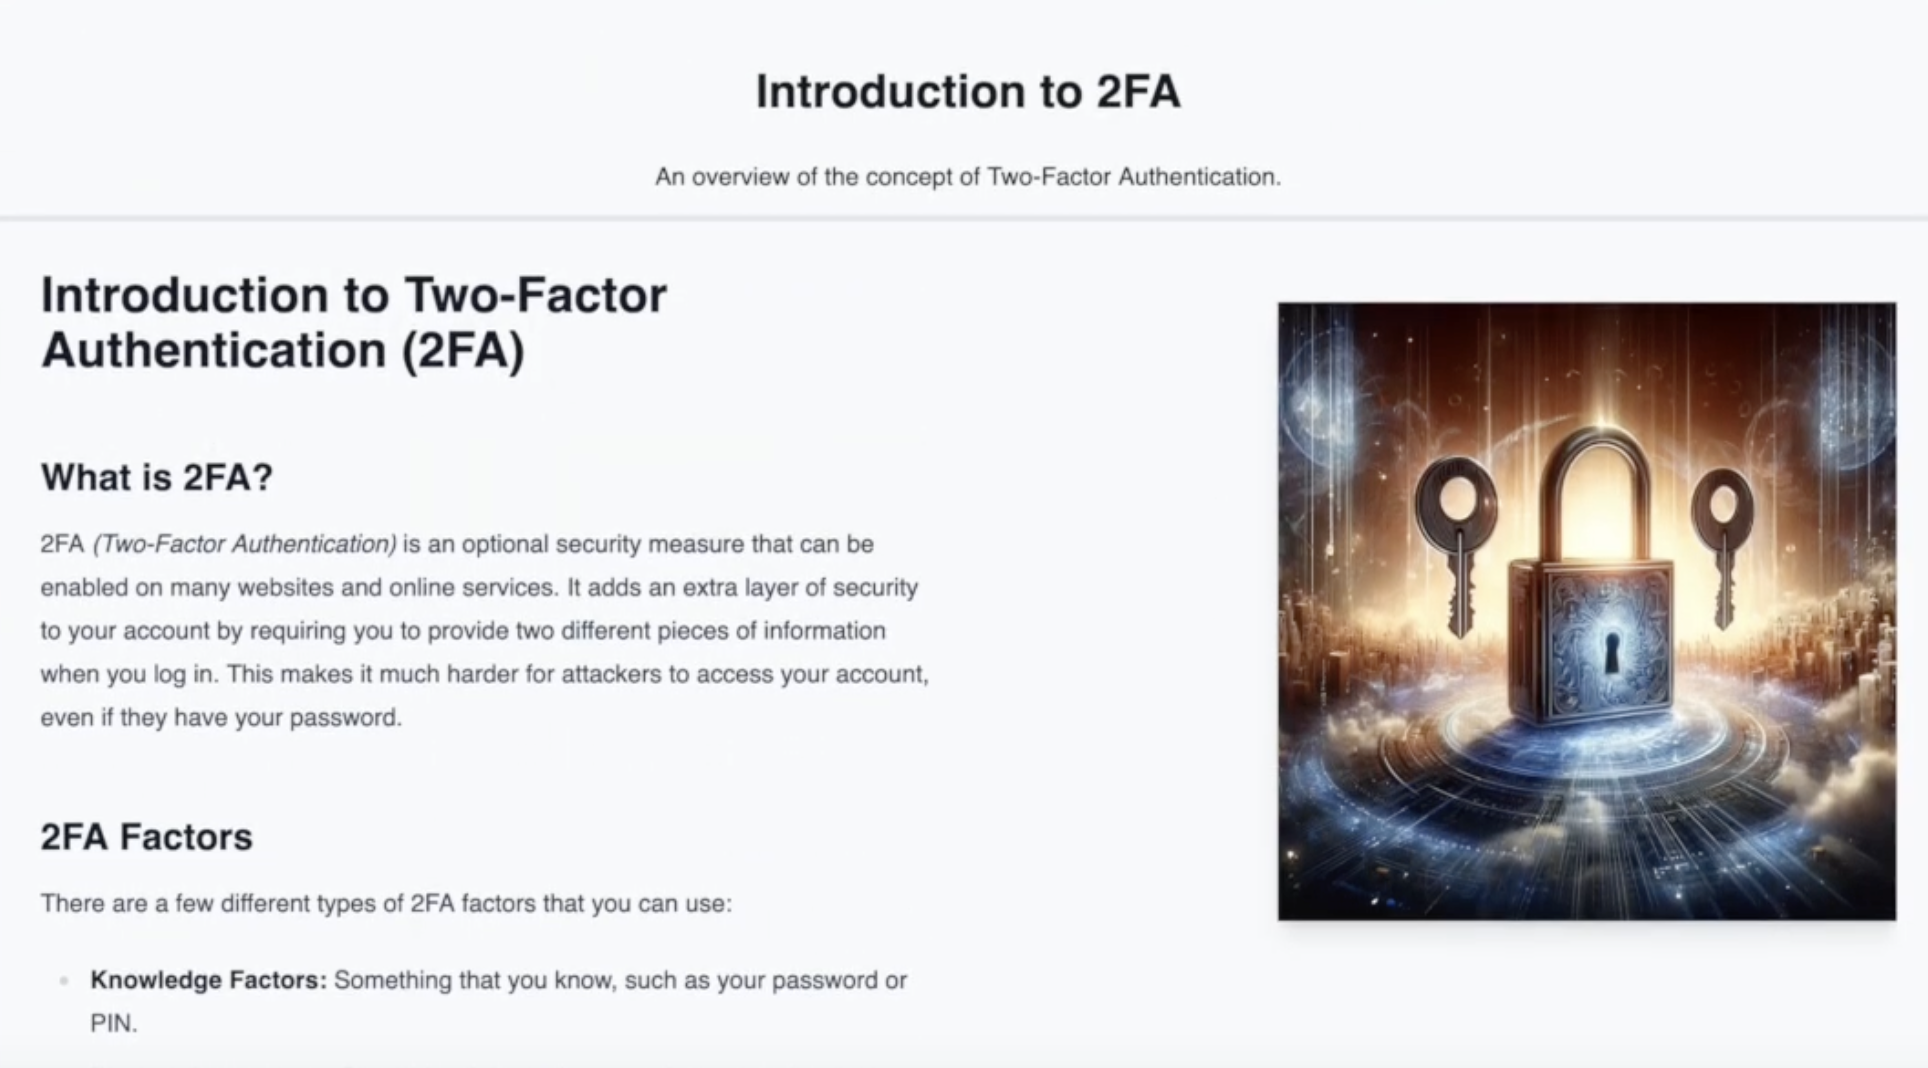 Introduction to 2FA
An overview of the concept of Two-Factor Authentication.
Introduction to Two-Factor
Authentication (2FA)
What is 2FA?
2FA (Two-Factor Authentication) is an optional security measure that can be
enabled on many websites and online services. It adds an extra layer of security
to your account by requiring you to provide two different pieces of information
when you log in. This makes it much harder for attackers to access your account,
even if they have your password.
2FA Factors
There are a few different types of 2FA factors that you can use:
• Knowledge Factors: Something that you know, such as your password or
PIN.